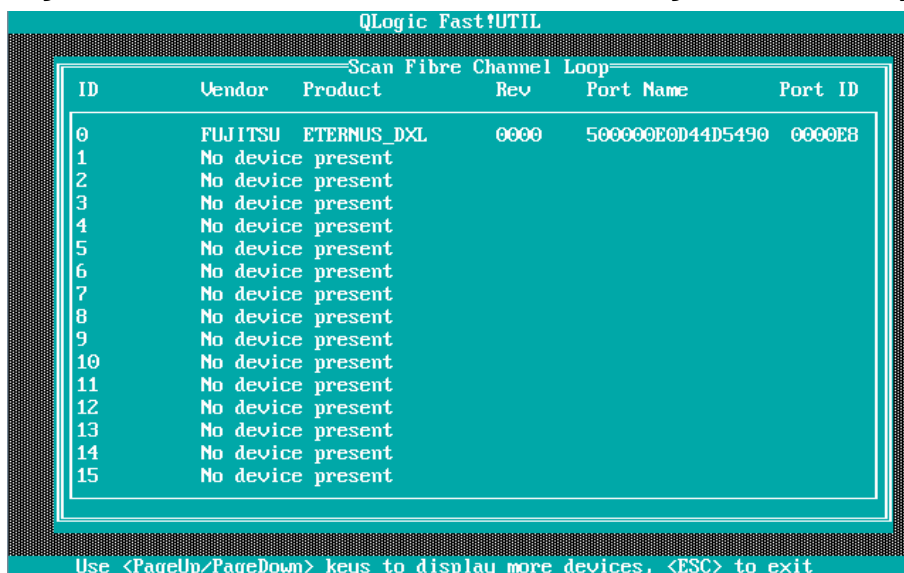 QLogic Fast!UTIL
Scan Fibre Channel Loop
ID Vendor Product Rev Port Name Port ID
0 FUJITSU ETERNUS_DXL 0000 500000E0D44D5490 0000E8
1 No device present
2 No device present
3 No device present
4 No device present
5 No device present
6 No device present
7 No device present
8 No device present
9 No device present
10 No device present
11 No device present
12 No device present
13 No device present
14 No device present
15 No device present
Use <PageUp/PageDown> keys to display more devices, <ESC> to exit